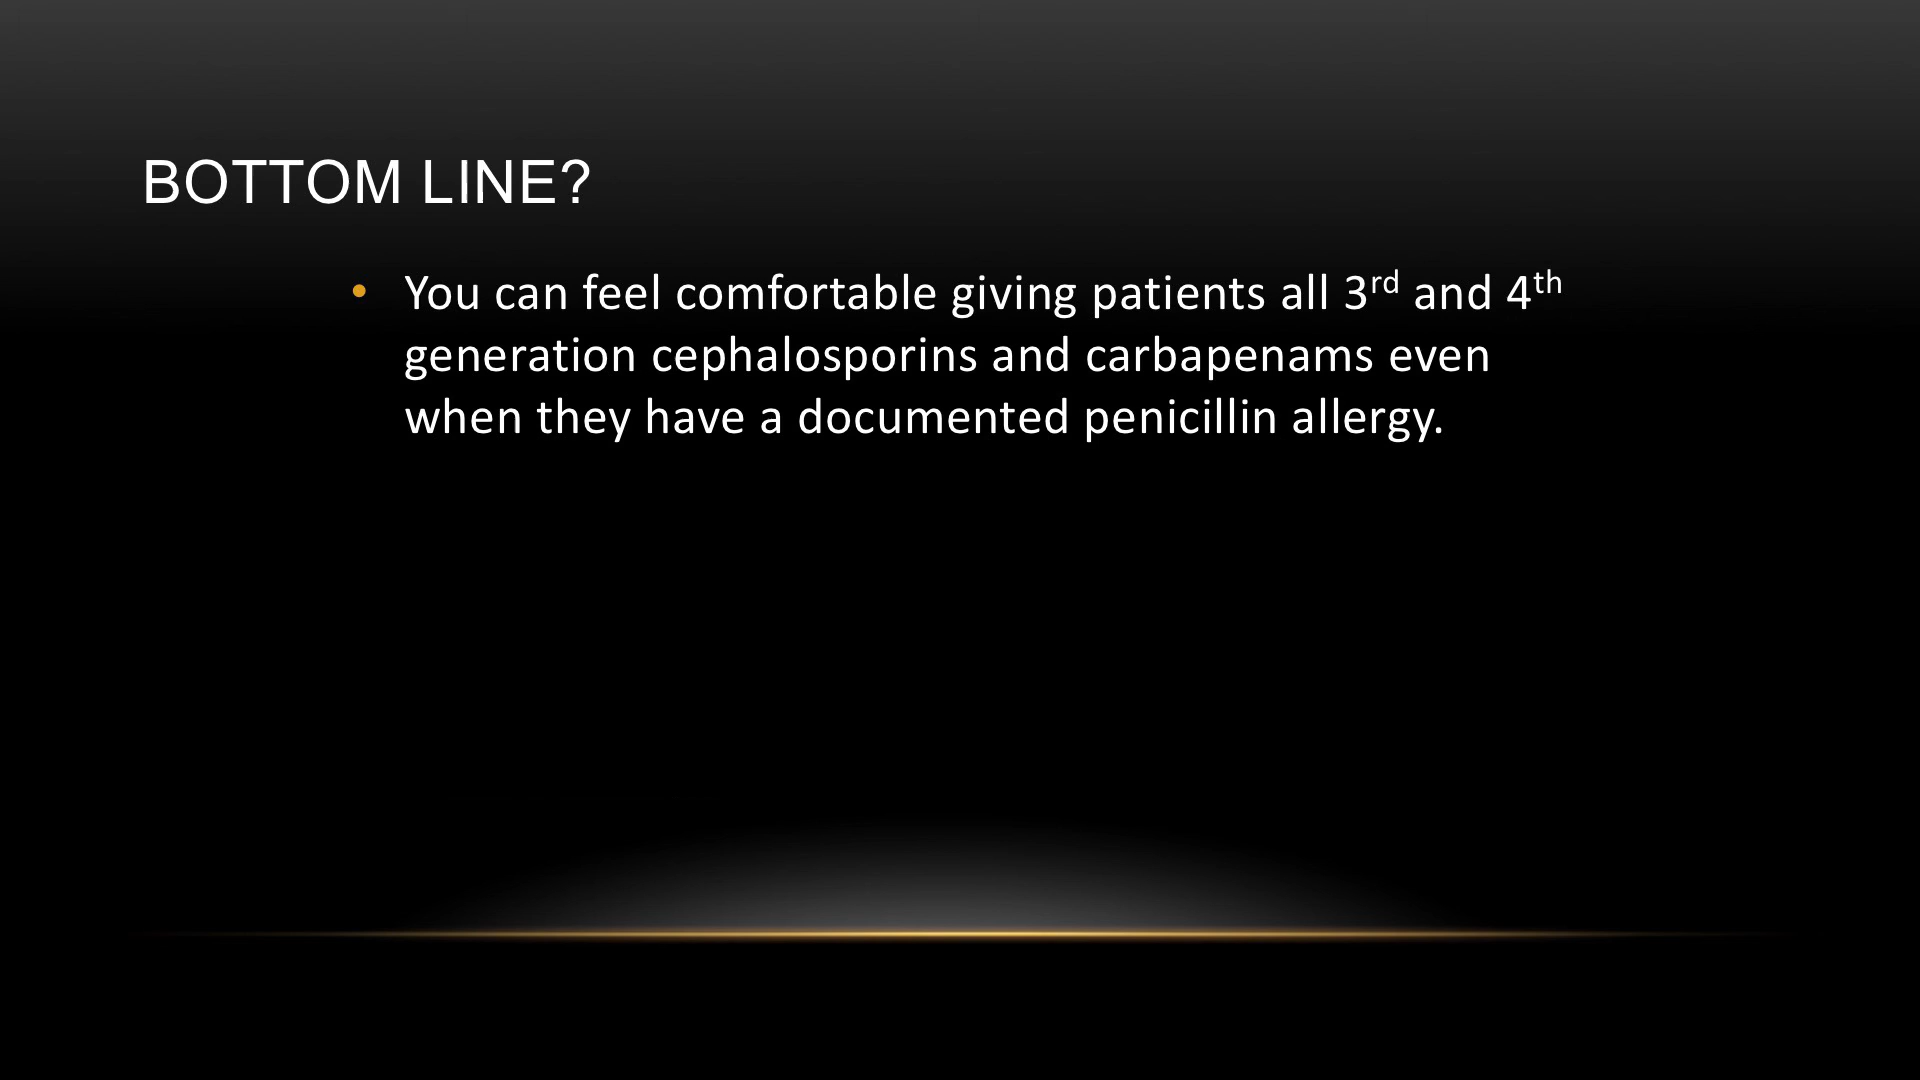 BOTTOM LINE?
• You can feel comfortable giving patients all 3rd and 4th
generation cephalosporins and carbapenams even
when they have a documented penicillin allergy.